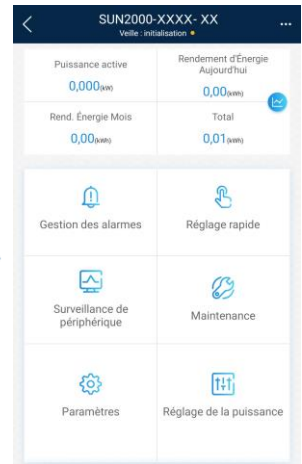 SUN2000-XXXX- XX
Veille : initialisation
Puissance active
0,000(kW)
Rendement d'Énergie
Aujourd'hui
0,00(kWh)
Rend. Énergie Mois
0,00(kWh)
Total
0,01(kWh)
Gestion des alarmes
Réglage rapide
Surveillance de
périphérique
Maintenance
Paramètres
Réglage de la puissance